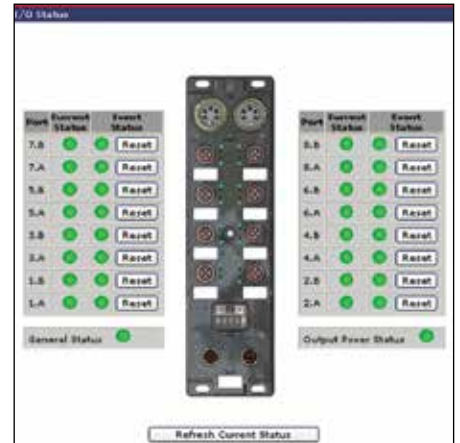 I/O Status
Port Current Status Event Status
7.B Reset
7.A Reset
5.B Reset
5.A Reset
3.B Reset
3.A Reset
1.B Reset
1.A Reset
General Status
Port Current Status Event Status
8.B Reset
8.A Reset
6.B Reset
6.A Reset
4.B Reset
4.A Reset
2.B Reset
2.A Reset
Output Power Status
Refresh Current Status